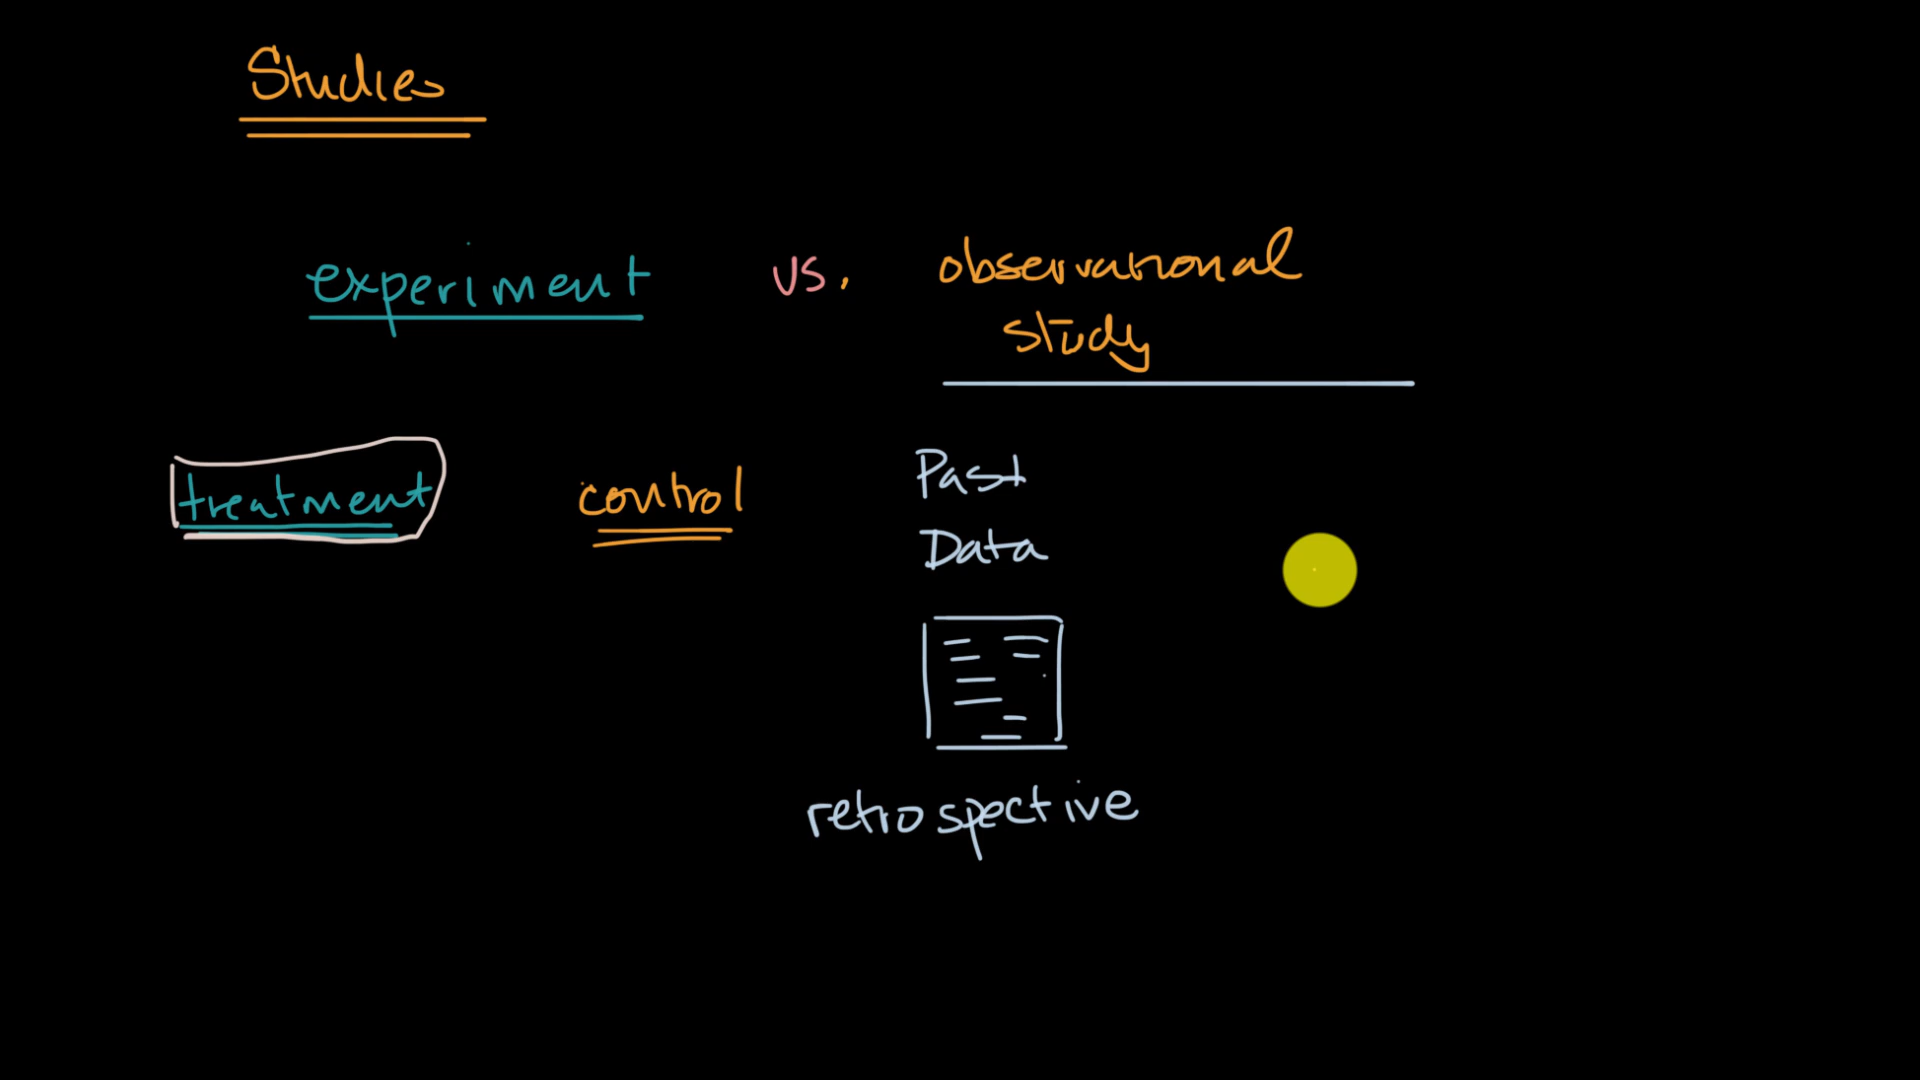 Studies
experiment vs. observational
study
treatment control Past
Data
retrospective